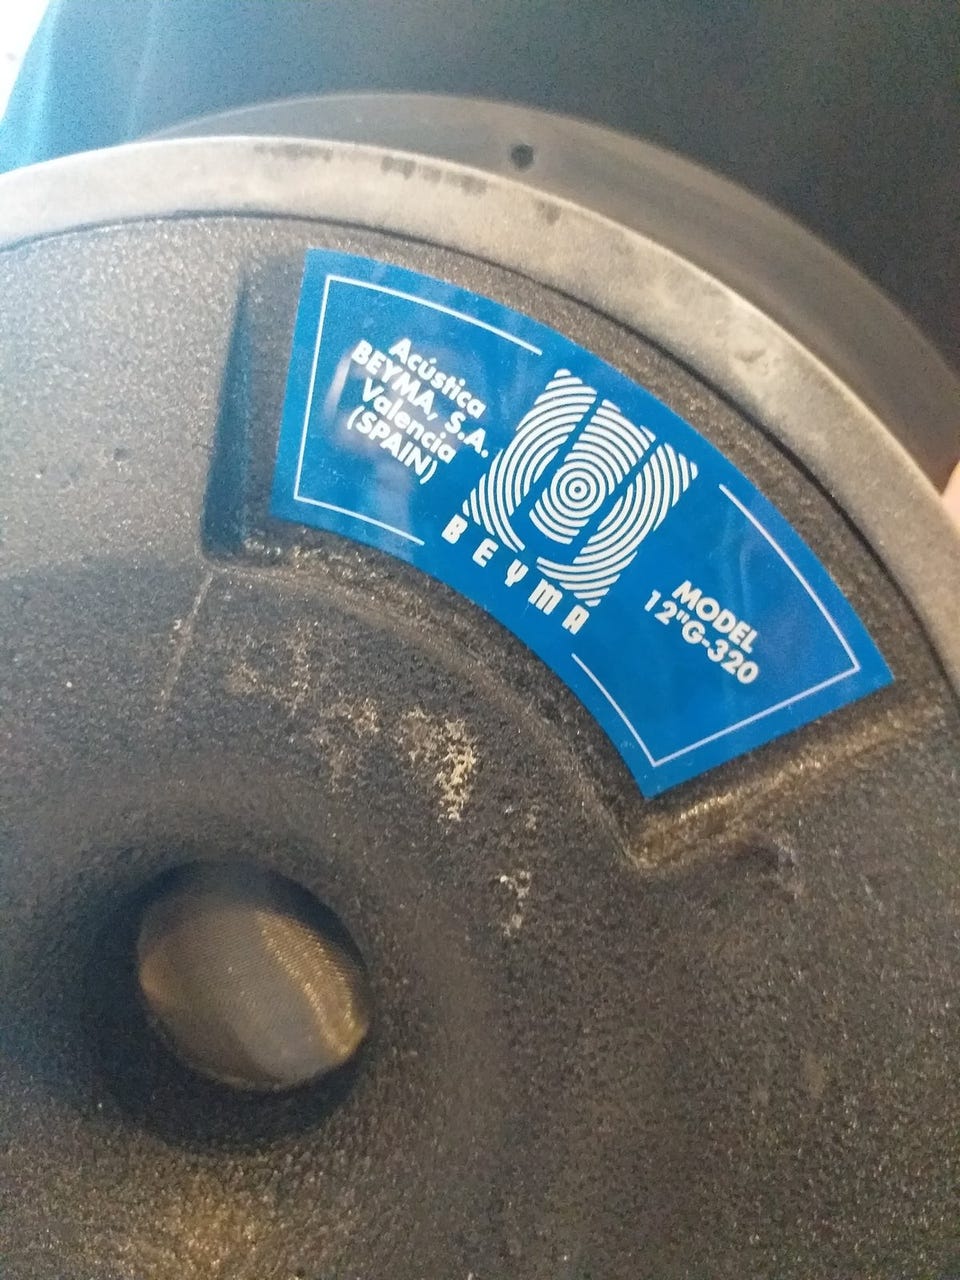 Acústica
BEYMA, S.A.
Valencia
(SPAIN)
BEYMA
MODEL
12"G-320